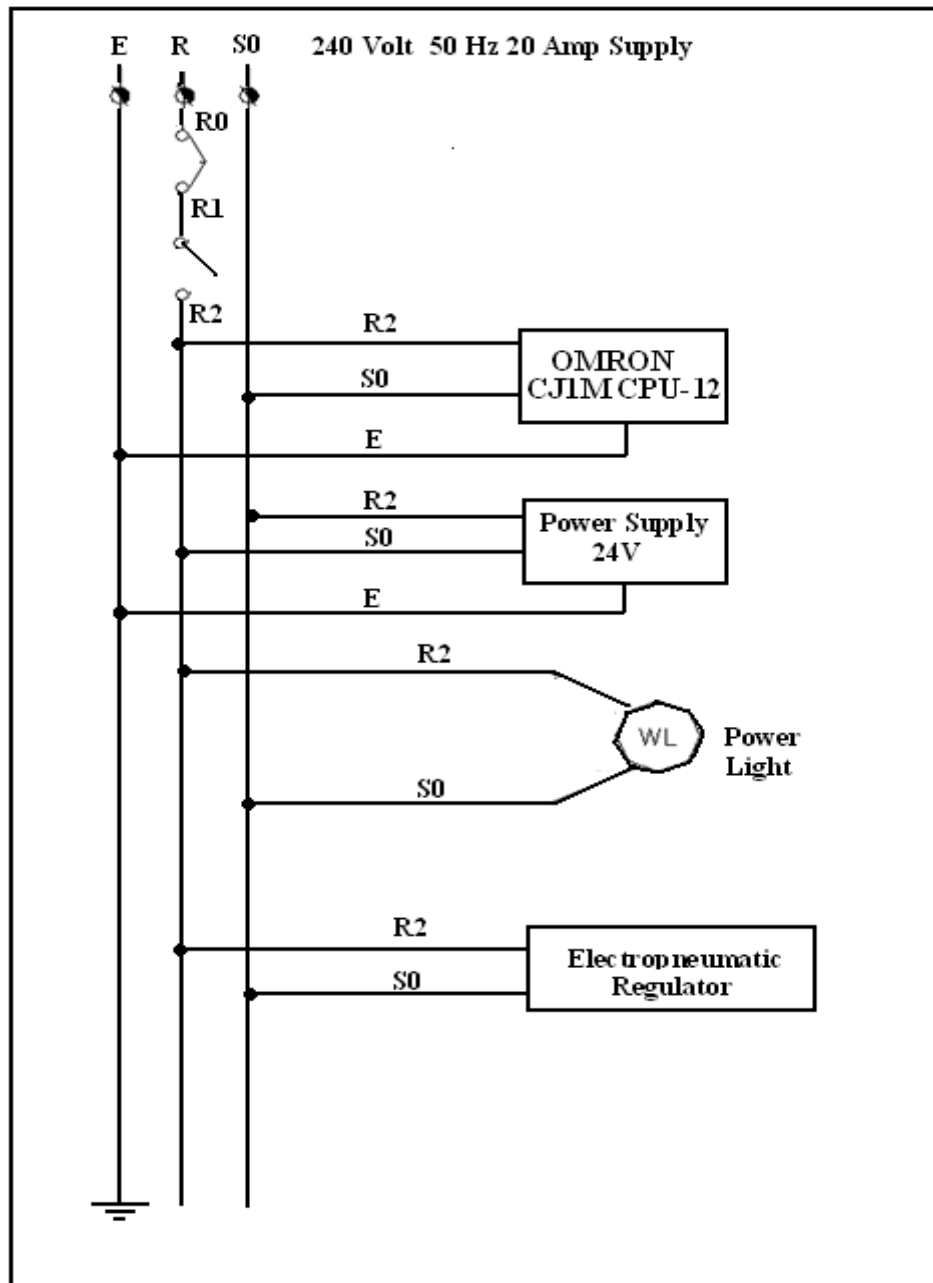 E R S0 240 Volt 50 Hz 20 Amp Supply
R0
R1
R2
R2
OMRON
CJ1M CPU-12
S0
E
R2
Power Supply
24V
S0
E
R2
WL
Power
Light
S0
R2
Electropneumatic
Regulator
S0